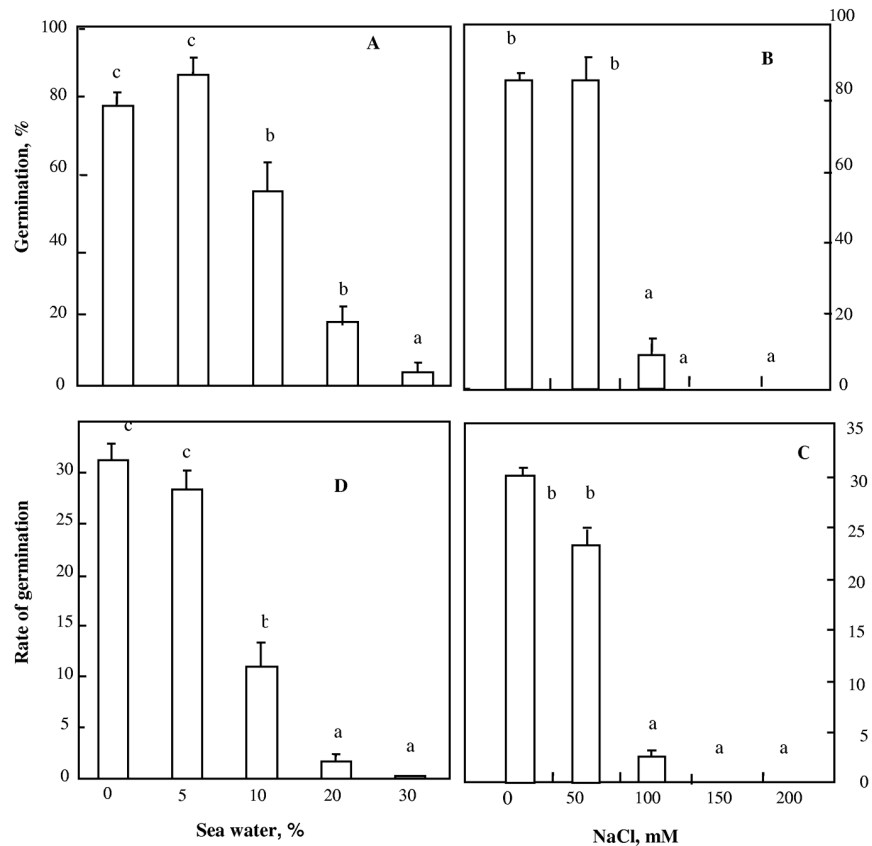 100
80
60
40
20
0
Germination, %
A
c
c
b
b
a
100
80
60
40
20
0
B
b
b
a
a
a
30
25
20
15
10
5
0
Rate of germination
D
c
c
b
a
a
0 5 10 20 30
Sea water, %
35
30
25
20
15
10
5
0
C
b
b
a
a
a
0 50 100 150 200
NaCl, mM